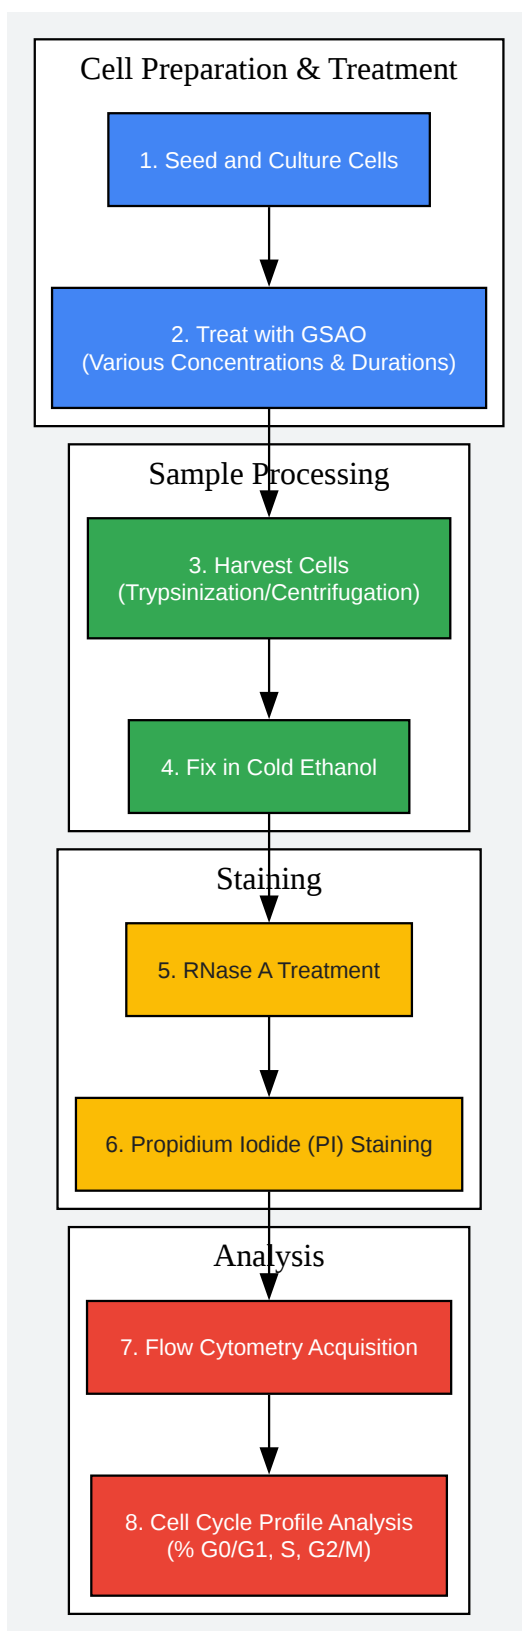 Cell Preparation & Treatment
1. Seed and Culture Cells
2. Treat with GSAO
(Various Concentrations & Durations)
Sample Processing
3. Harvest Cells
(Trypsinization/Centrifugation)
4. Fix in Cold Ethanol
Staining
5. RNase A Treatment
6. Propidium Iodide (PI) Staining
Analysis
7. Flow Cytometry Acquisition
8. Cell Cycle Profile Analysis
(% G0/G1, S, G2/M)